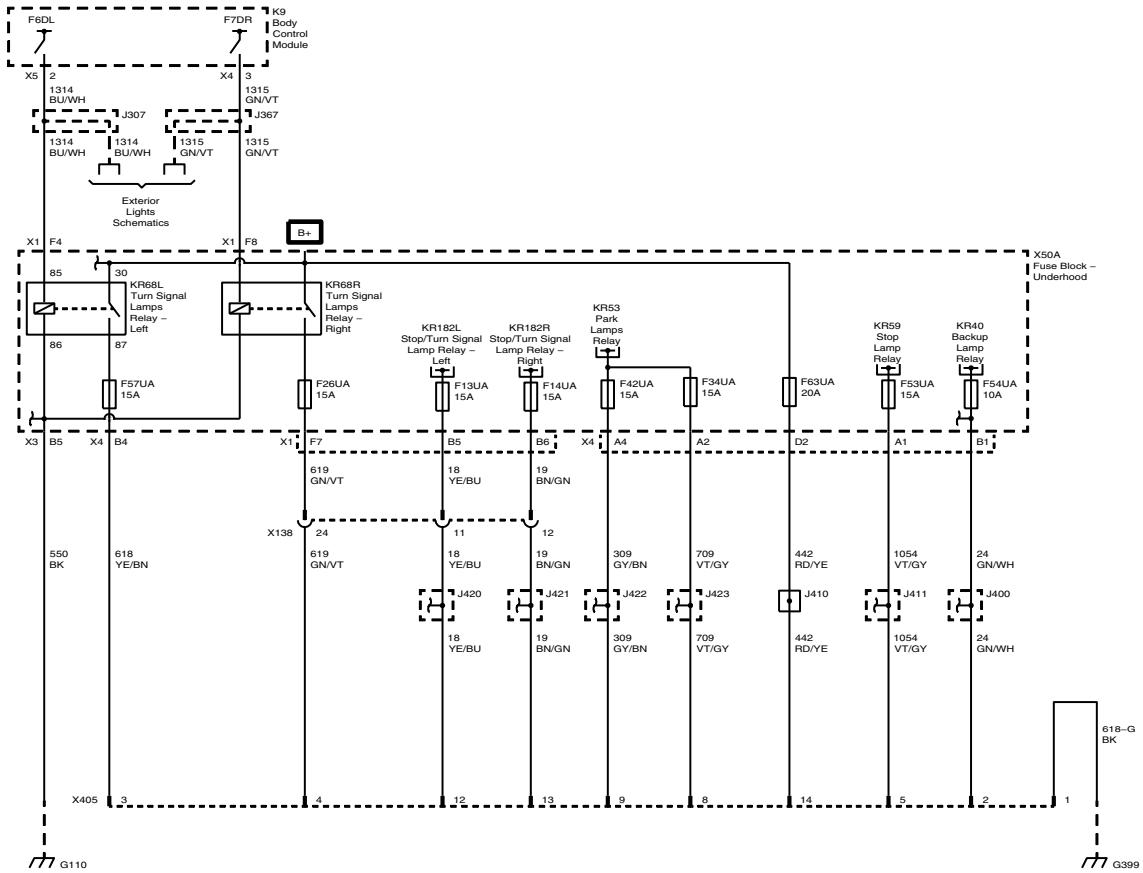 F6DL
F7DR
K9
Body
Control
Module
X5 2
X4 3
1314
BU/WH
1315
GN/VT
J307
J367
1314
BU/WH
1314
BU/WH
1315
GN/VT
1315
GN/VT
Exterior
Lights
Schematics
X1 F4
X1 F8
B+
X50A
Fuse Block –
Underhood
85
30
KR68L
Turn Signal
Lamps
Relay –
Left
KR68R
Turn Signal
Lamps
Relay –
Right
86
87
KR182L
Stop/Turn Signal
Lamp Relay –
Left
KR182R
Stop/Turn Signal
Lamp Relay –
Right
KR53
Park
Lamps
Relay
KR59
Stop
Lamp
Relay
KR40
Backup
Lamp
Relay
F57UA
15A
F26UA
15A
F13UA
15A
F14UA
15A
F42UA
15A
F34UA
15A
F63UA
20A
F53UA
15A
F54UA
10A
X3 B5
X4 B4
X1 F7
B5
B6
X4 A4
A2
D2
A1
B1
619
GN/VT
18
YE/BU
19
BN/GN
X138 24
11
12
550
BK
618
YE/BN
619
GN/VT
18
YE/BU
19
BN/GN
309
GY/BN
709
VT/GY
442
RD/YE
1054
VT/GY
24
GN/WH
J420
J421
J422
J423
J410
J411
J400
18
YE/BU
19
BN/GN
309
GY/BN
709
VT/GY
442
RD/YE
1054
VT/GY
24
GN/WH
618–G
BK
X405 3
4
12
13
9
8
14
5
2
1
G110
G399